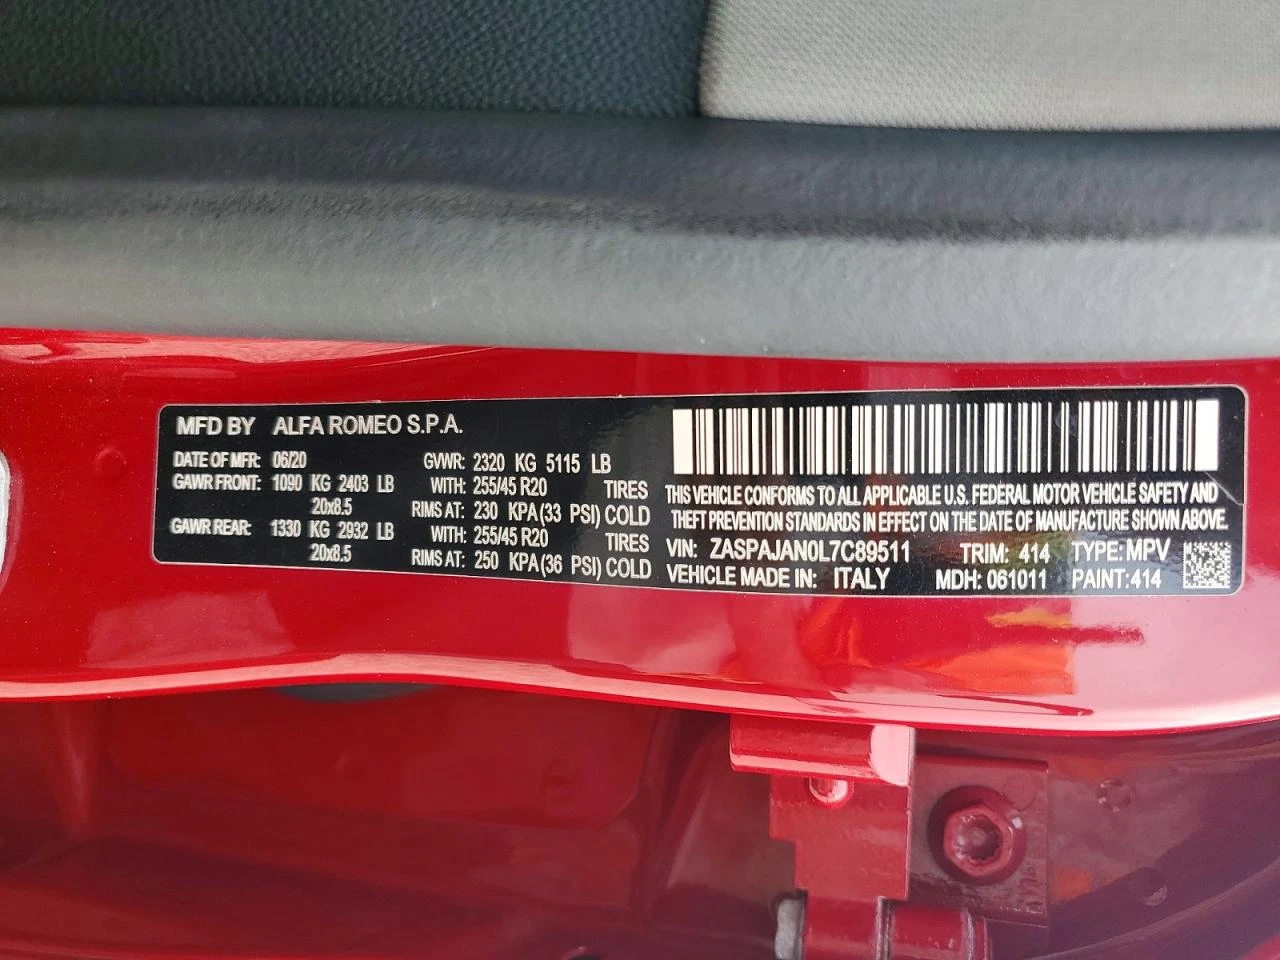 MFD BY ALFA ROMEO S.P.A.
DATE OF MFR: 06/20 GVWR: 2320 KG 5115 LB
GAWR FRONT: 1090 KG 2403 LB WITH: 255/45 R20 TIRES
20x8.5 RIMS AT: 230 KPA(33 PSI) COLD
GAWR REAR: 1330 KG 2932 LB WITH: 255/45 R20 TIRES
20x8.5 RIMS AT: 250 KPA(36 PSI) COLD
THIS VEHICLE CONFORMS TO ALL APPLICABLE U.S. FEDERAL MOTOR VEHICLE SAFETY AND
THEFT PREVENTION STANDARDS IN EFFECT ON THE DATE OF MANUFACTURE SHOWN ABOVE.
VIN: ZASPAJAN0L7C89511 TRIM: 414 TYPE: MPV
VEHICLE MADE IN: ITALY MDH: 061011 PAINT:414